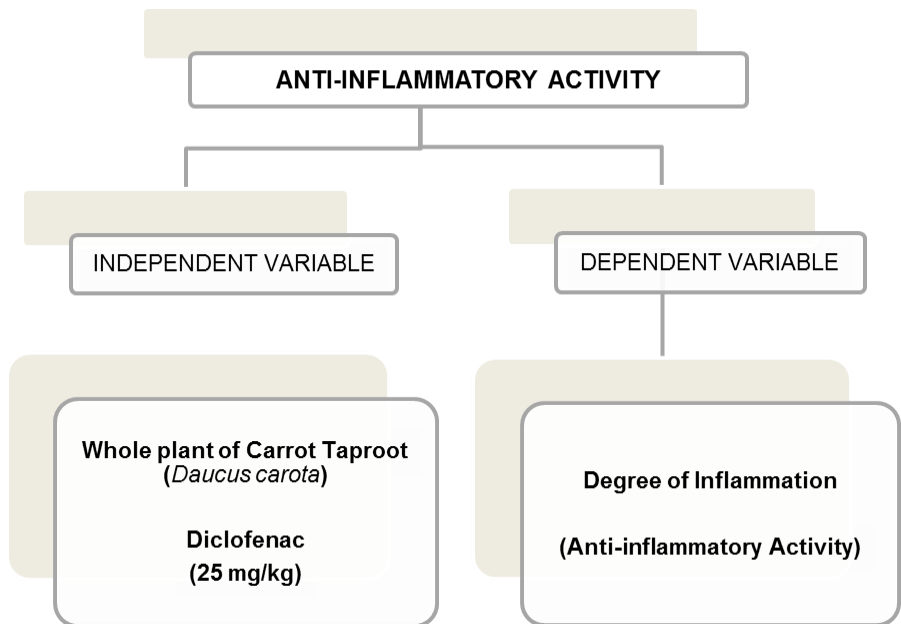 ANTI-INFLAMMATORY ACTIVITY
INDEPENDENT VARIABLE
DEPENDENT VARIABLE
Whole plant of Carrot Taproot
(Daucus carota)
Diclofenac
(25 mg/kg)
Degree of Inflammation
(Anti-inflammatory Activity)